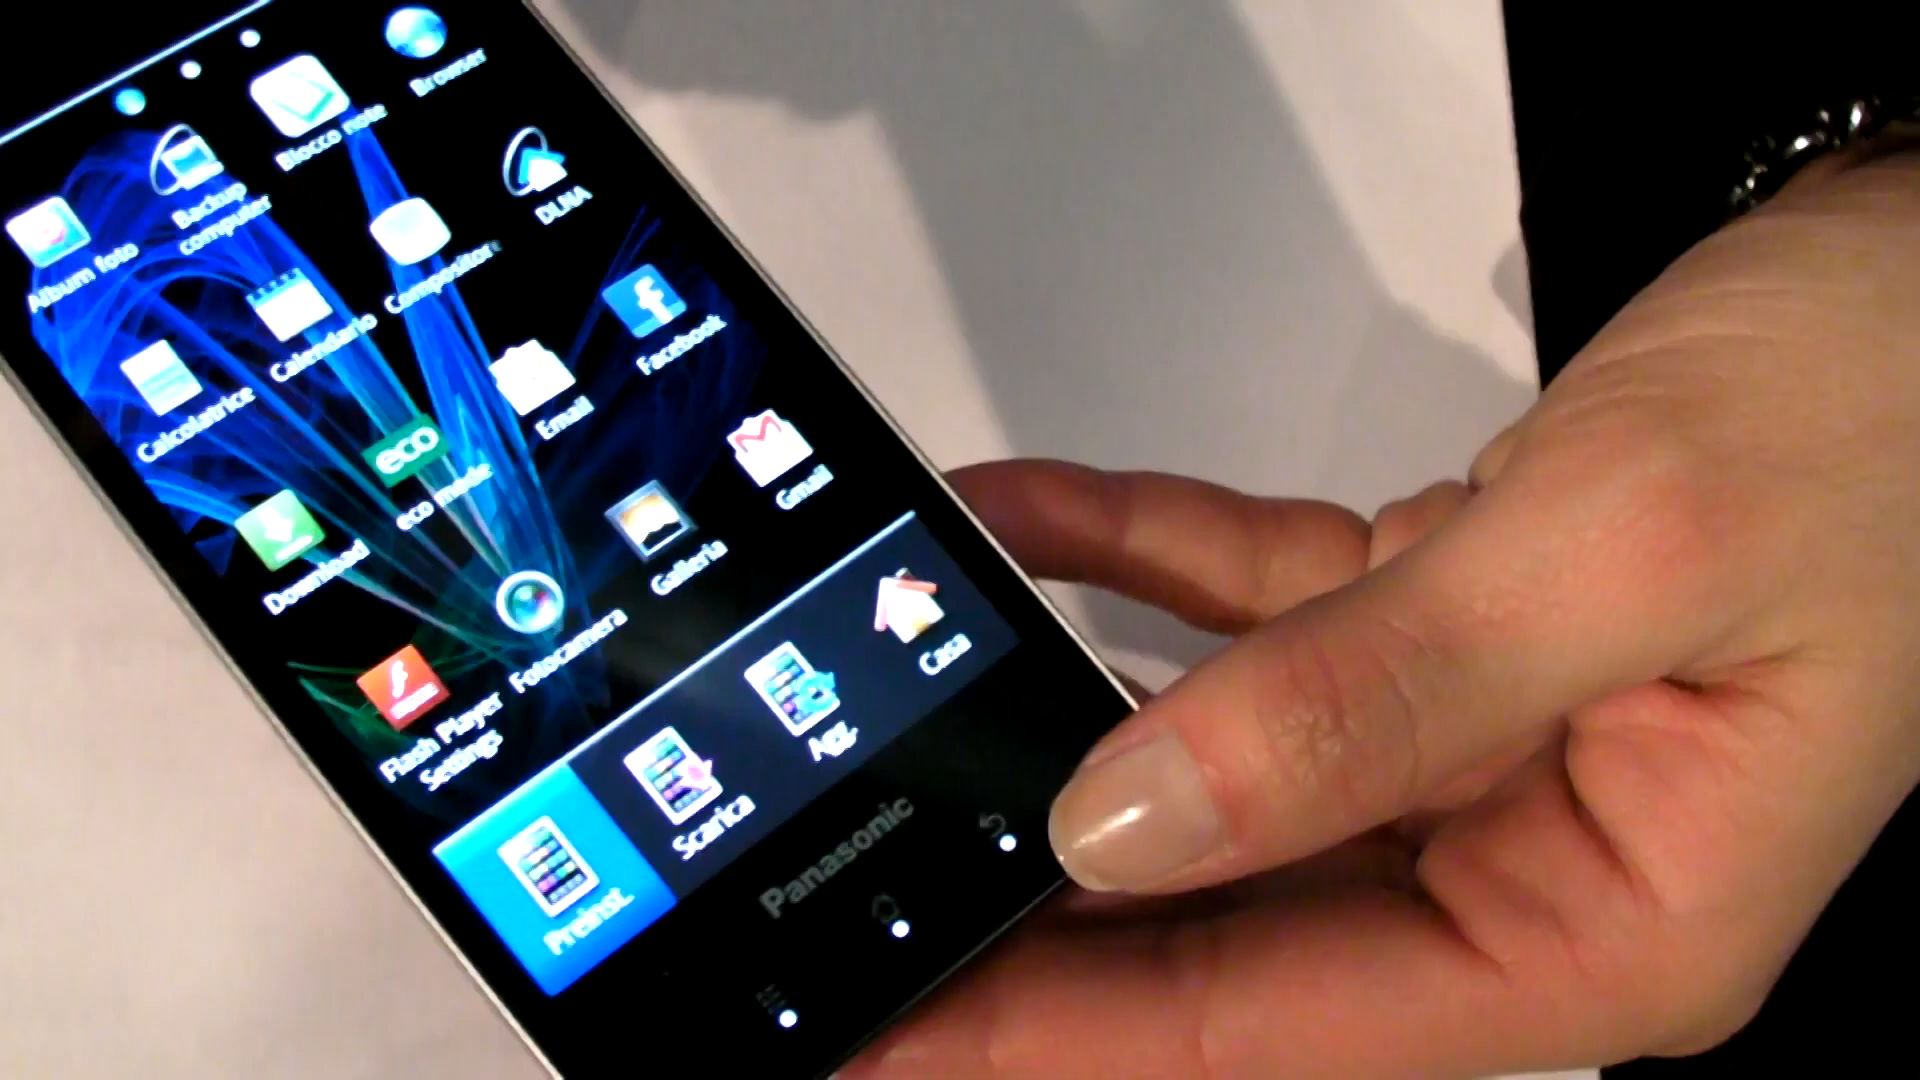 Album foto
Backup
computer
Blocco note
Browser
Calcolatrice
Calendario
Compositore
DLNA
Download
eco
eco mode
Email
Facebook
Flash Player
Settings
Fotocamera
Galleria
Gmail
Preinst.
Scarica
Agg.
Casa
Panasonic